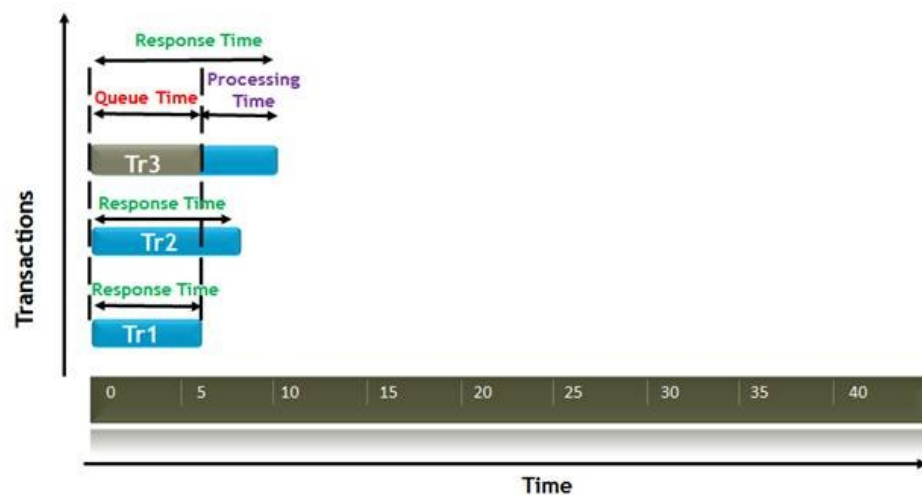 Response Time
Processing
Queue Time Time
Tr3
Response Time
Tr2
Response Time
Tr1
0 5 10 15 20 25 30 35 40
Time
Transactions